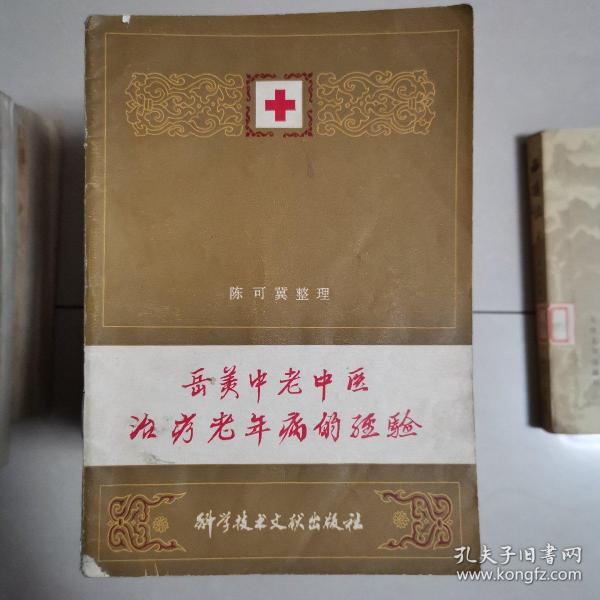 陈可冀整理
岳美中老中医
治疗老年病的经验
科学技术文献出版社
孔夫子旧书网
www.kongfz.com